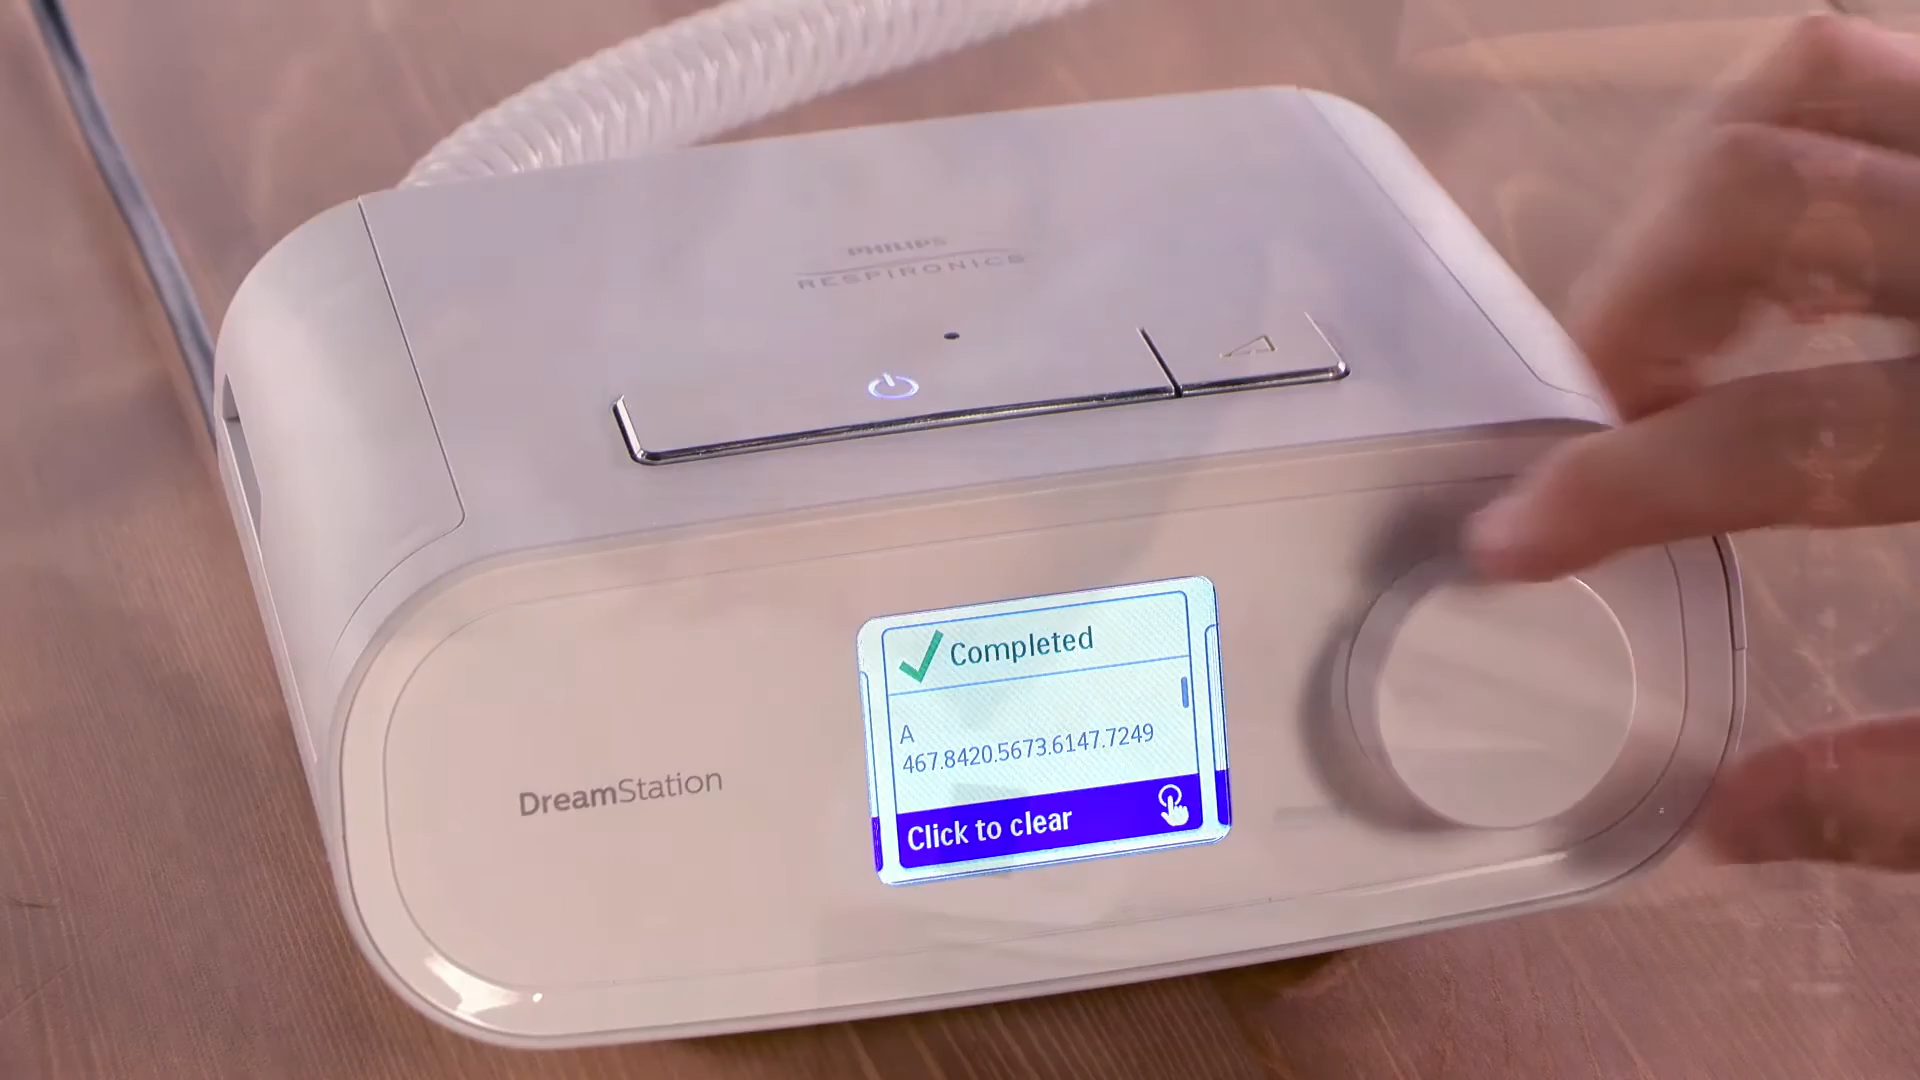 PHILIPS
RESPIRONICS
Completed
A
467.8420.5673.6147.7249
Click to clear
DreamStation